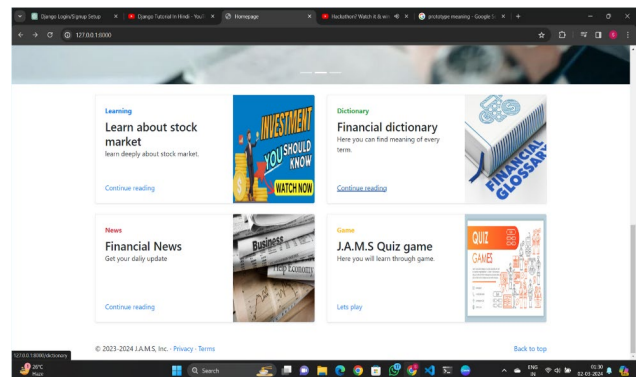 Django Login/Signup Setup
Django Tutorial In Hindi - YouT
Homepage
Hackathon? Watch it & win
prototype meaning - Google S
127.0.0.1:8000
Learning
Learn about stock
market
learn deeply about stock market.
Continue reading
INVESTMENT
YOU SHOULD
KNOW
WATCH NOW
Dictionary
Financial dictionary
Here you can find meaning of every
term.
Continue reading
FINANCIAL
GLOSSARY
News
Financial News
Get your daliy update
Continue reading
Business
Help Economy
Game
J.A.M.S Quiz game
Here you will learn through game.
Lets play
QUIZ
GAMES
© 2023-2024 J.A.M.S, Inc. · Privacy · Terms
Back to top
127.0.0.1:8000/dictionary
26°C
Haze
Search
ENG
IN
01:30
02-03-2024